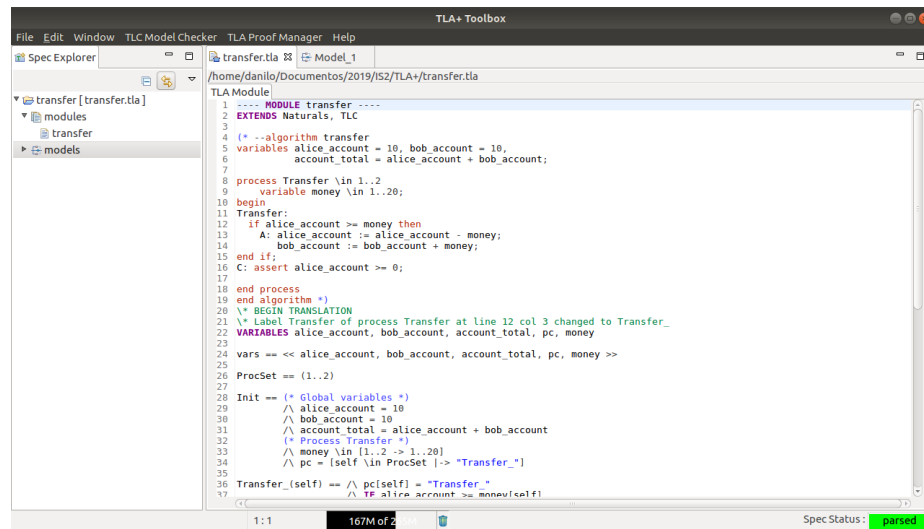 TLA+ Toolbox
File Edit Window TLC Model Checker TLA Proof Manager Help
Spec Explorer
transfer.tla Model_1
/home/danilo/Documentos/2019/IS2/TLA+/transfer.tla
TLA Module
transfer [ transfer.tla ]
modules
transfer
models
1 ---- MODULE transfer ----
2 EXTENDS Naturals, TLC
3
4 (* --algorithm transfer
5 variables alice_account = 10, bob_account = 10,
6 account_total = alice_account + bob_account;
7
8 process Transfer \in 1..2
9 variable money \in 1..20;
10 begin
11 Transfer:
12 if alice_account >= money then
13 A: alice_account := alice_account - money;
14 bob_account := bob_account + money;
15 end if;
16 C: assert alice_account >= 0;
17
18 end process
19 end algorithm *)
20 \* BEGIN TRANSLATION
21 \* Label Transfer of process Transfer at line 12 col 3 changed to Transfer_
22 VARIABLES alice_account, bob_account, account_total, pc, money
23
24 vars == << alice_account, bob_account, account_total, pc, money >>
25
26 ProcSet == (1..2)
27
28 Init == (* Global variables *)
29 /\ alice_account = 10
30 /\ bob_account = 10
31 /\ account_total = alice_account + bob_account
32 (* Process Transfer *)
33 /\ money \in [1..2 -> 1..20]
34 /\ pc = [self \in ProcSet |-> "Transfer_"]
35
36 Transfer_(self) == /\ pc[self] = "Transfer_"
37 /\ IF alice_account >= money[self]
1 : 1 167M of Spec Status : parsed